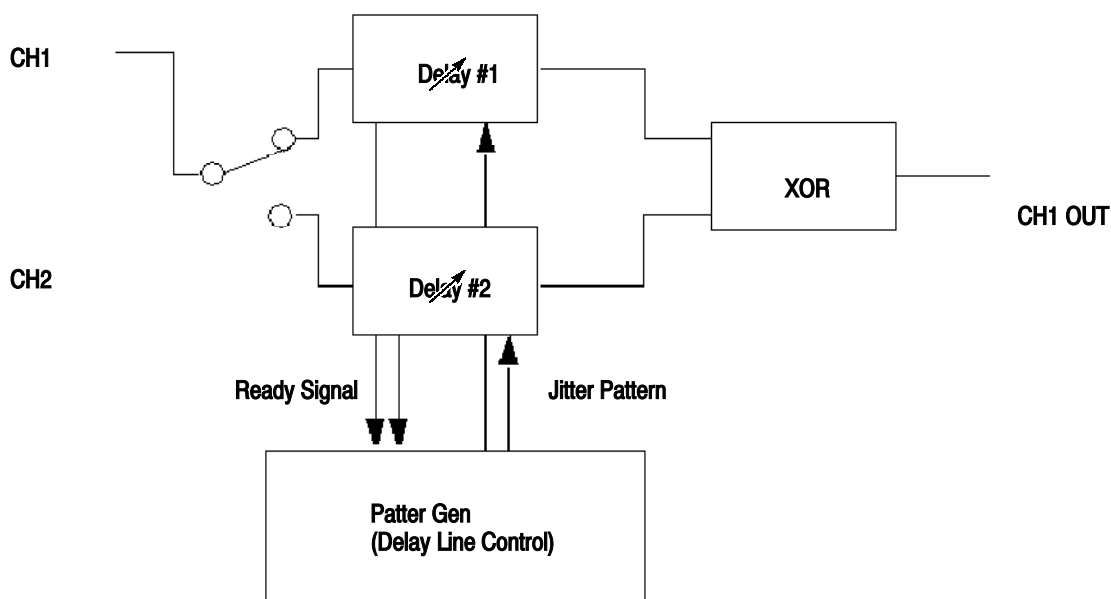 CH1
Delay #1
XOR
CH1 OUT
CH2
Delay #2
Ready Signal
Jitter Pattern
Patter Gen
(Delay Line Control)